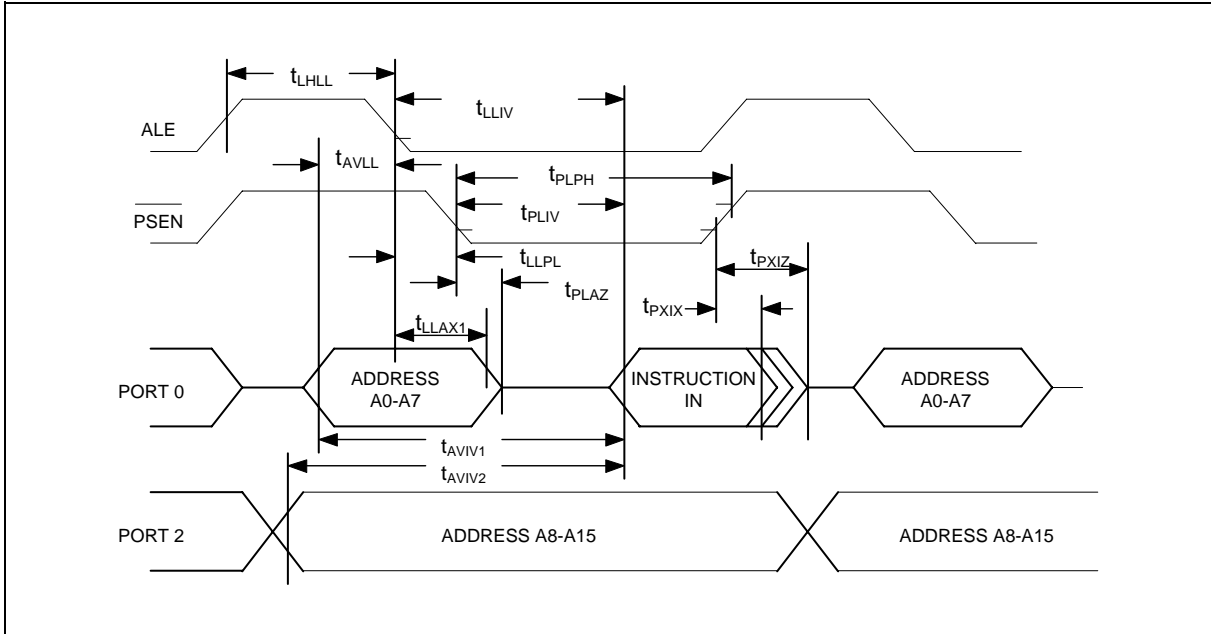 tLHLL
tLLIV
ALE
tAVLL
tPLPH
PSEN
tPLIV
tLLPL
tPXIZ
tPLAZ
tPXIX
tLLAX1
PORT 0
ADDRESS
A0-A7
INSTRUCTION
IN
ADDRESS
A0-A7
tAVIV1
tAVIV2
PORT 2
ADDRESS A8-A15
ADDRESS A8-A15